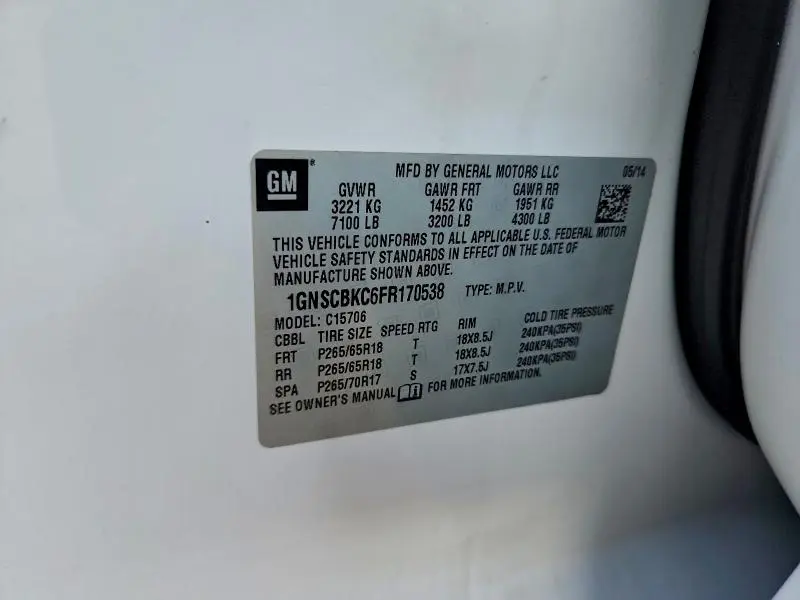 GM ® MFD BY GENERAL MOTORS LLC 05/14
GVWR GAWR FRT GAWR RR
3221 KG 1452 KG 1951 KG
7100 LB 3200 LB 4300 LB
THIS VEHICLE CONFORMS TO ALL APPLICABLE U.S. FEDERAL MOTOR
VEHICLE SAFETY STANDARDS IN EFFECT ON THE DATE OF
MANUFACTURE SHOWN ABOVE.
1GNSCBKC6FR170538 TYPE: M.P.V.
MODEL: C15706
CBBL TIRE SIZE SPEED RTG RIM COLD TIRE PRESSURE
FRT P265/65R18 T 18X8.5J 240KPA(35PSI)
RR P265/65R18 T 18X8.5J 240KPA(35PSI)
SPA P265/70R17 S 17X7.5J 240KPA(35PSI)
SEE OWNER'S MANUAL FOR MORE INFORMATION.